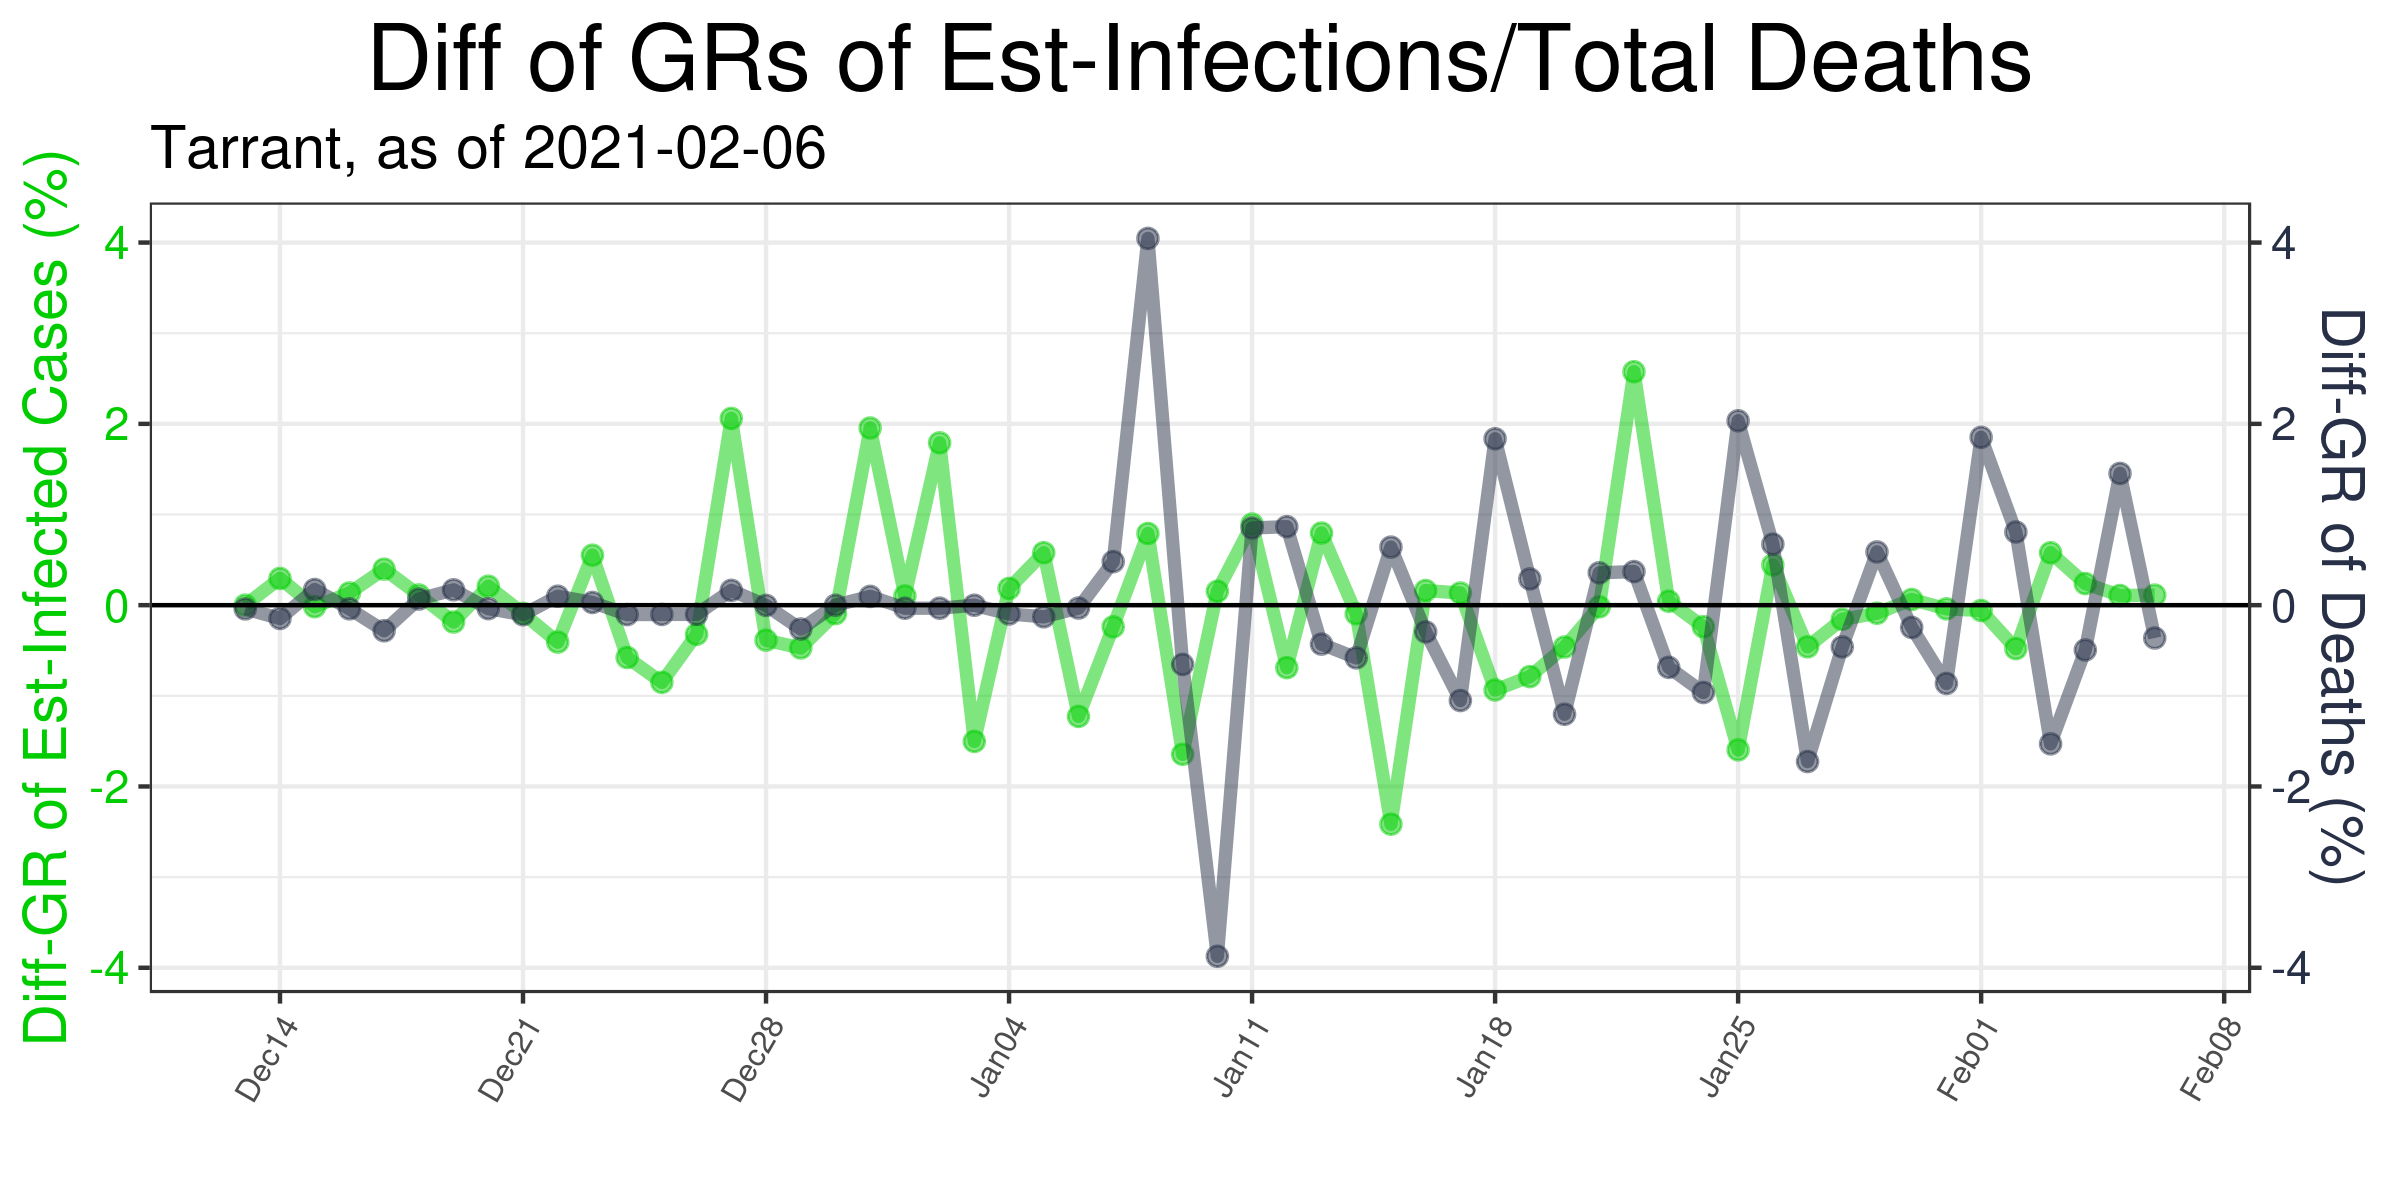 Diff of GRs of Est-Infections/Total Deaths
Tarrant, as of 2021-02-06
Diff-GR of Est-Infected Cases (%)
4
2
0
-2
-4
4
2
0
-2
-4
Diff-GR of Deaths (%)
Dec14
Dec21
Dec28
Jan04
Jan11
Jan18
Jan25
Feb01
Feb08